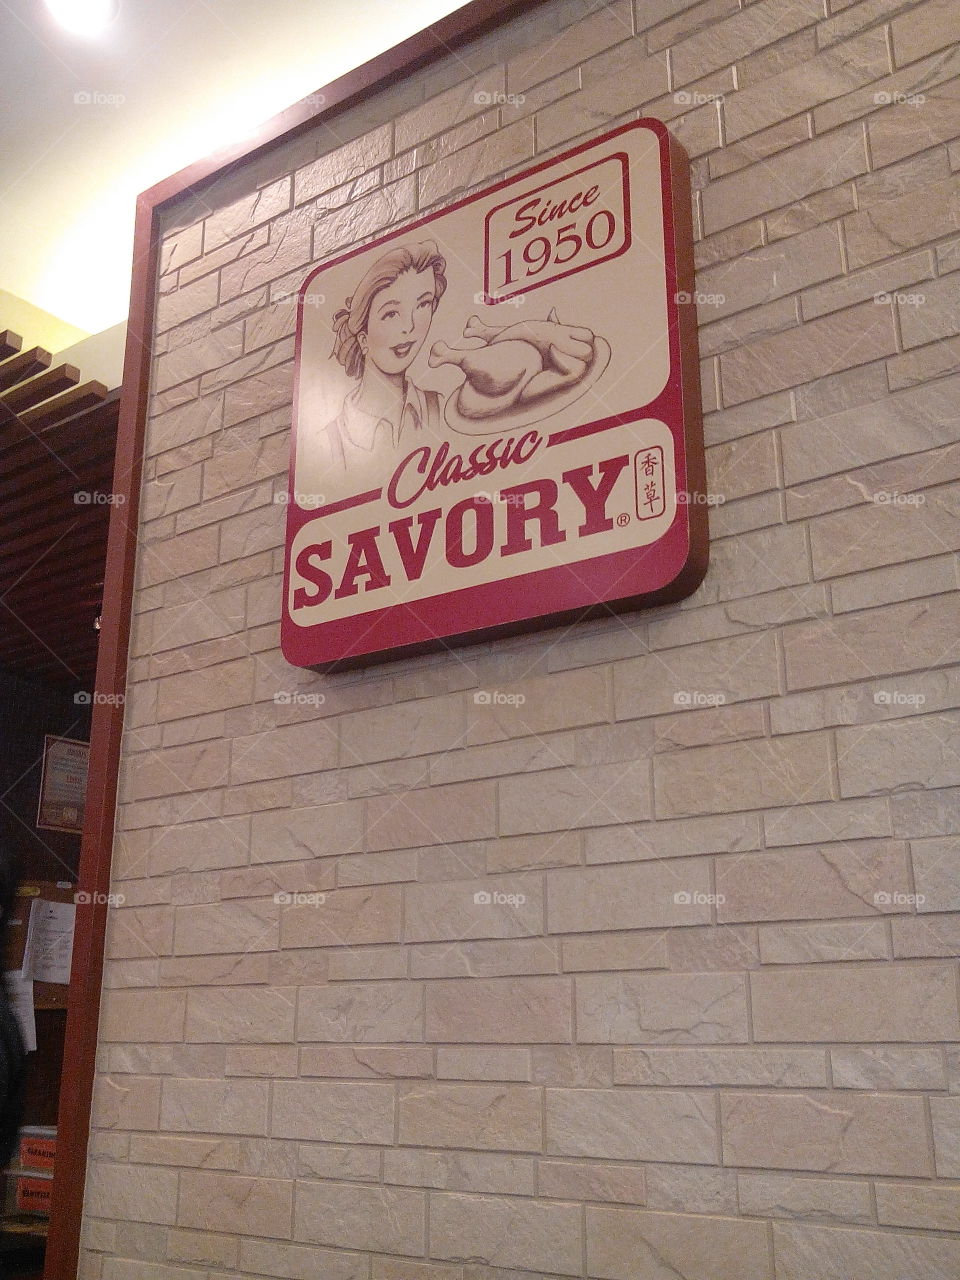 Since
1950
Classic
SAVORY®
香草